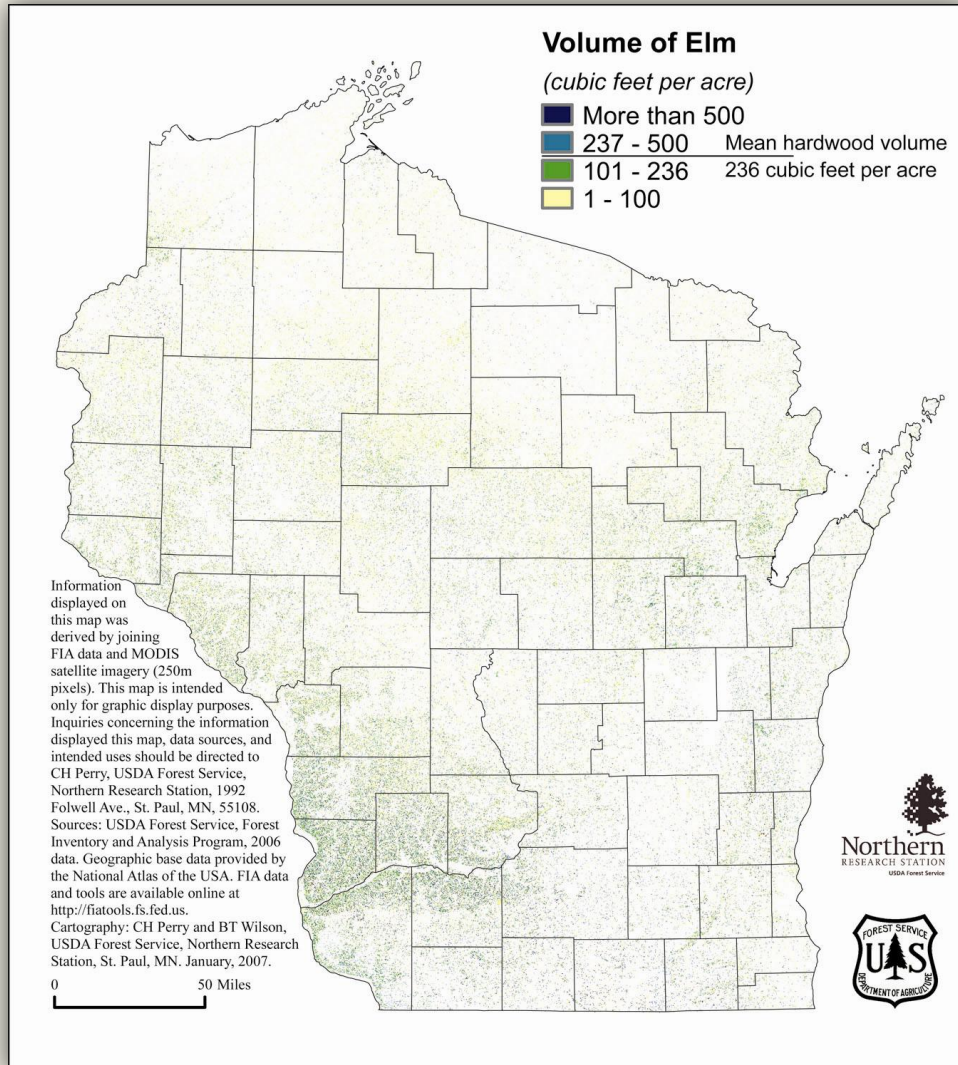 Volume of Elm
(cubic feet per acre)
More than 500
237 - 500 Mean hardwood volume
101 - 236 236 cubic feet per acre
1 - 100
Information
displayed on
this map was
derived by joining
FIA data and MODIS
satellite imagery (250m
pixels). This map is intended
only for graphic display purposes.
Inquiries concerning the information
displayed this map, data sources, and
intended uses should be directed to
CH Perry, USDA Forest Service,
Northern Research Station, 1992
Folwell Ave., St. Paul, MN, 55108.
Sources: USDA Forest Service, Forest
Inventory and Analysis Program, 2006
data. Geographic base data provided by
the National Atlas of the USA. FIA data
and tools are available online at
http://fiatools.fs.fed.us.
Cartography: CH Perry and BT Wilson,
USDA Forest Service, Northern Research
Station, St. Paul, MN. January, 2007.
0 50 Miles
Northern
RESEARCH STATION
USDA Forest Service
FOREST SERVICE
US
DEPARTMENT OF AGRICULTURE